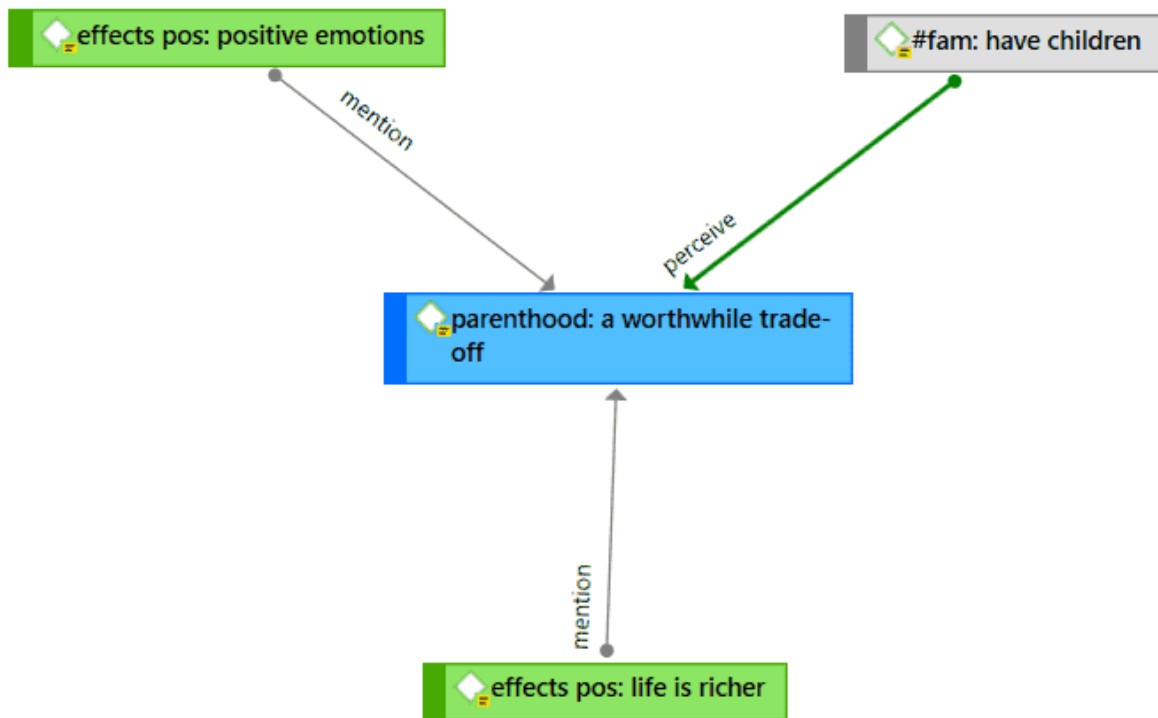 effects pos: positive emotions
#fam: have children
mention
perceive
parenthood: a worthwhile trade-
off
mention
effects pos: life is richer